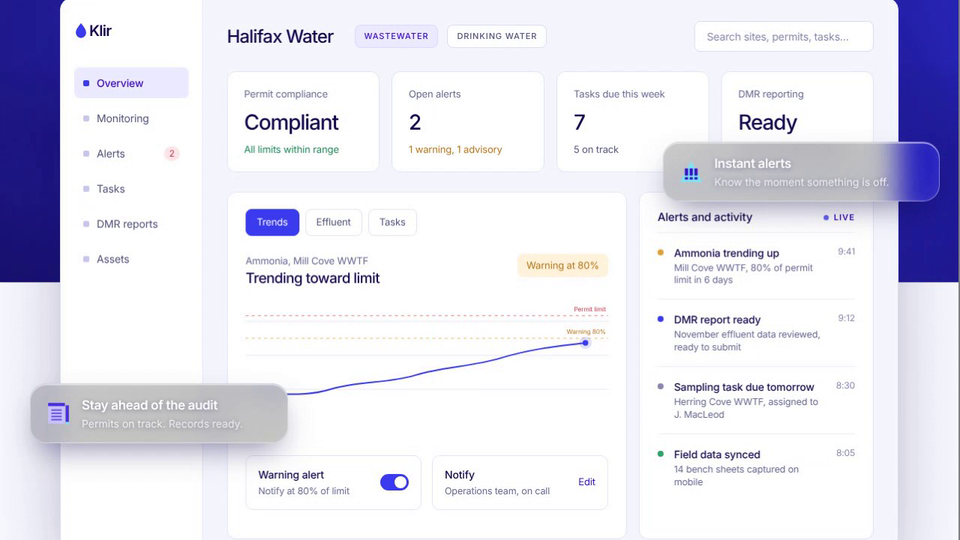 Klir
Halifax Water
WASTEWATER
DRINKING WATER
Search sites, permits, tasks...
Overview
Monitoring
Alerts
2
Tasks
DMR reports
Assets
Permit compliance
Compliant
All limits within range
Open alerts
2
1 warning, 1 advisory
Tasks due this week
7
5 on track
DMR reporting
Ready
Instant alerts
Know the moment something is off.
Trends
Effluent
Tasks
Ammonia, Mill Cove WWTF
Trending toward limit
Warning at 80%
Permit limit
Warning 80%
Stay ahead of the audit
Permits on track. Records ready.
Warning alert
Notify at 80% of limit
Notify
Operations team, on call
Edit
Alerts and activity
LIVE
Ammonia trending up
9:41
Mill Cove WWTF, 80% of permit
limit in 6 days
DMR report ready
9:12
November effluent data reviewed,
ready to submit
Sampling task due tomorrow
8:30
Herring Cove WWTF, assigned to
J. MacLeod
Field data synced
8:05
14 bench sheets captured on
mobile